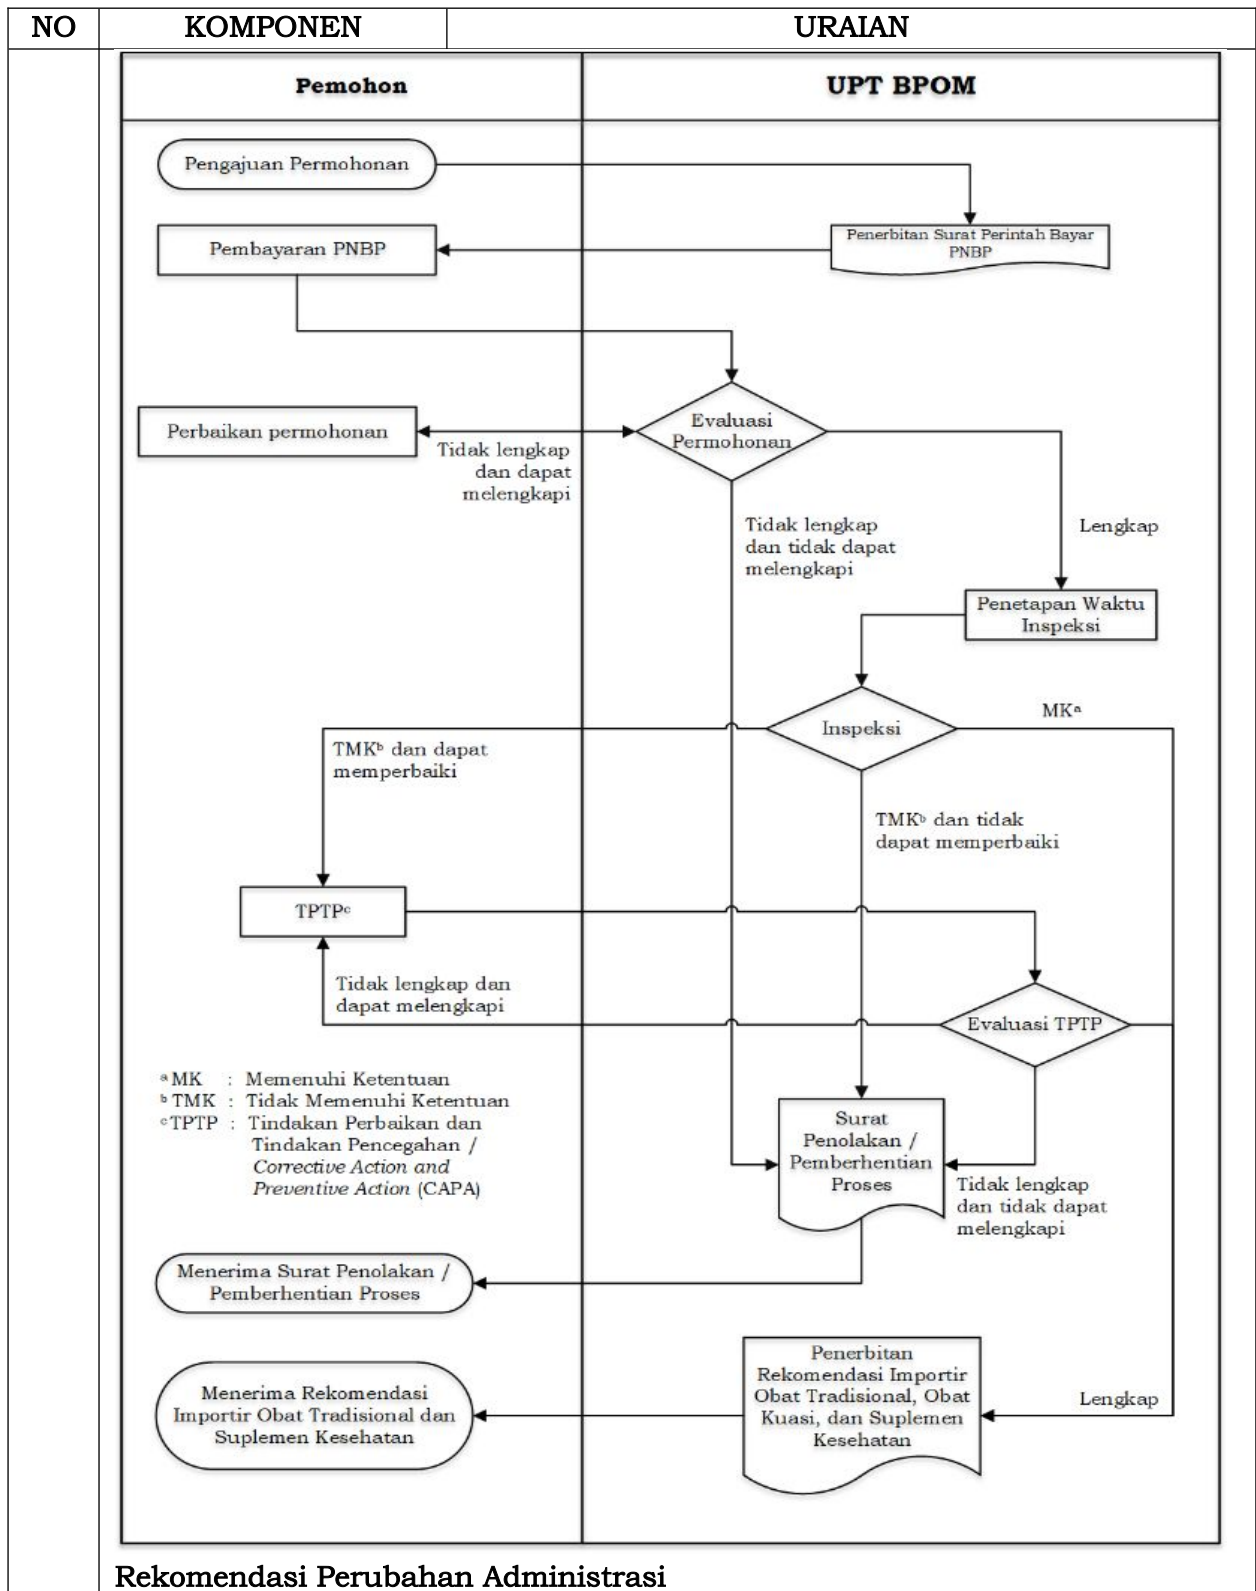 NO KOMPONEN URAIAN
Pemohon UPT BPOM
Pengajuan Permohonan
Pembayaran PNBP
Penerbitan Surat Perintah Bayar
PNBP
Perbaikan permohonan
Tidak lengkap
dan dapat
melengkapi
Evaluasi
Permohonan
Tidak lengkap
dan tidak dapat
melengkapi
Lengkap
Penetapan Waktu
Inspeksi
Inspeksi
MKᵃ
TMKᵇ dan dapat
memperbaiki
TMKᵇ dan tidak
dapat memperbaiki
TPTPᶜ
Tidak lengkap dan
dapat melengkapi
Evaluasi TPTP
ᵃ MK : Memenuhi Ketentuan
ᵇ TMK : Tidak Memenuhi Ketentuan
ᶜ TPTP : Tindakan Perbaikan dan
Tindakan Pencegahan /
Corrective Action and
Preventive Action (CAPA)
Surat
Penolakan /
Pemberhentian
Proses
Tidak lengkap
dan tidak dapat
melengkapi
Menerima Surat Penolakan /
Pemberhentian Proses
Menerima Rekomendasi
Importir Obat Tradisional dan
Suplemen Kesehatan
Penerbitan
Rekomendasi Importir
Obat Tradisional, Obat
Kuasi, dan Suplemen
Kesehatan
Lengkap
Rekomendasi Perubahan Administrasi